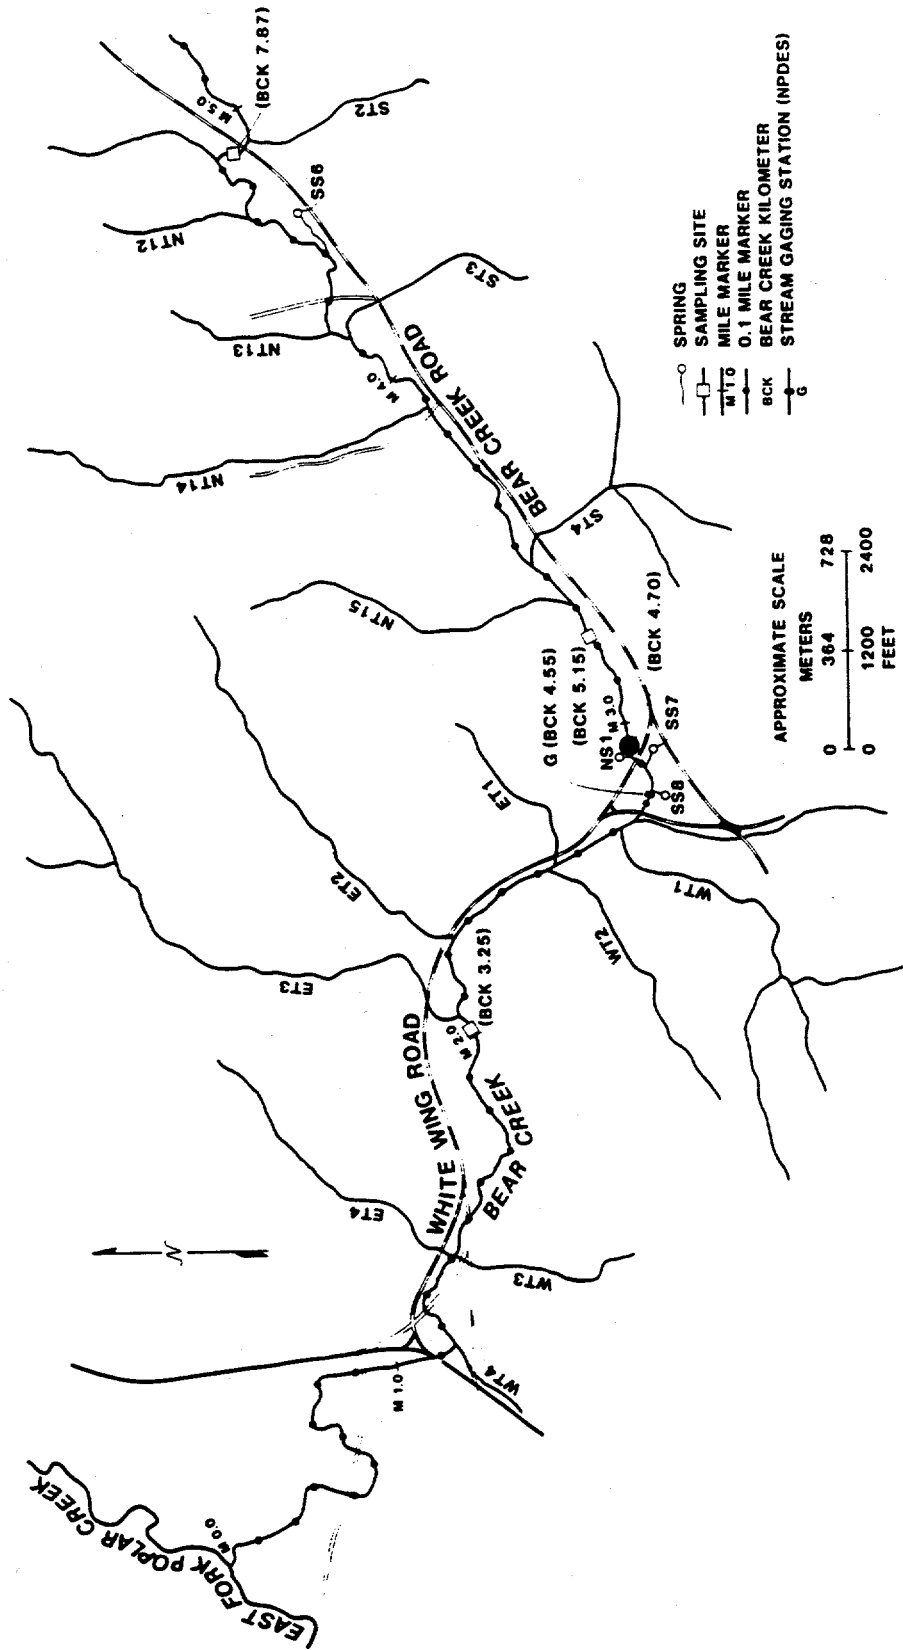 EAST FORK POPLAR CREEK
M 0.0
M 1.0
WT4
WT3
ET4
WHITE WING ROAD
BEAR CREEK
M 2.0
(BCK 3.25)
ET3
ET2
ET1
WT2
WT1
SS8
NS1
M 3.0
SS7
G (BCK 4.55)
(BCK 5.15)
(BCK 4.70)
NT15
ST4
BEAR CREEK ROAD
NT14
M 4.0
NT13
ST3
NT12
SS6
M 5.0
(BCK 7.87)
ST2
N
APPROXIMATE SCALE
METERS
0 364 728
0 1200 2400
FEET
SPRING
SAMPLING SITE
M 1.0 MILE MARKER
0.1 MILE MARKER
BCK BEAR CREEK KILOMETER
G STREAM GAGING STATION (NPDES)